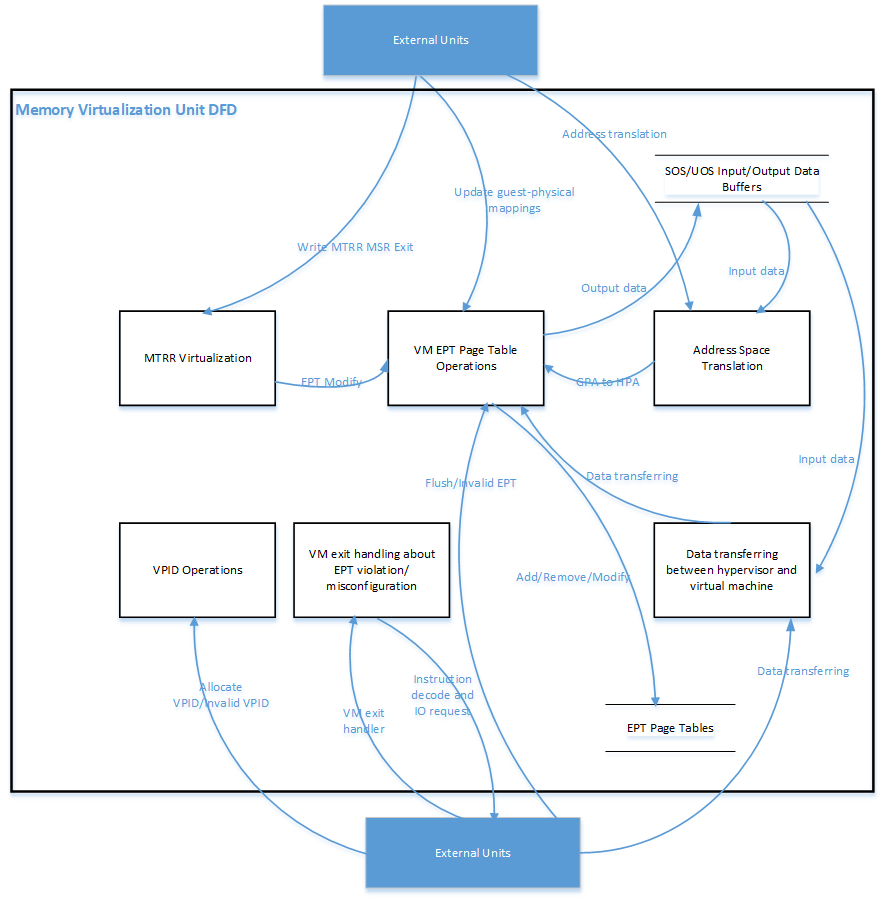 External Units
Memory Virtualization Unit DFD
Address translation
SOS/UOS Input/Output Data
Buffers
Update guest-physical
mappings
Write MTRR MSR Exit
Input data
Output data
MTRR Virtualization
VM EPT Page Table
Operations
Address Space
Translation
EPT Modify
GPA to HPA
Input data
Data transferring
Flush/Invalid EPT
VPID Operations
VM exit handling about
EPT violation/
misconfiguration
Data transferring
between hypervisor and
virtual machine
Add/Remove/Modify
Data transferring
Instruction
decode and
IO request
Allocate
VPID/Invalid VPID
VM exit
handler
EPT Page Tables
External Units